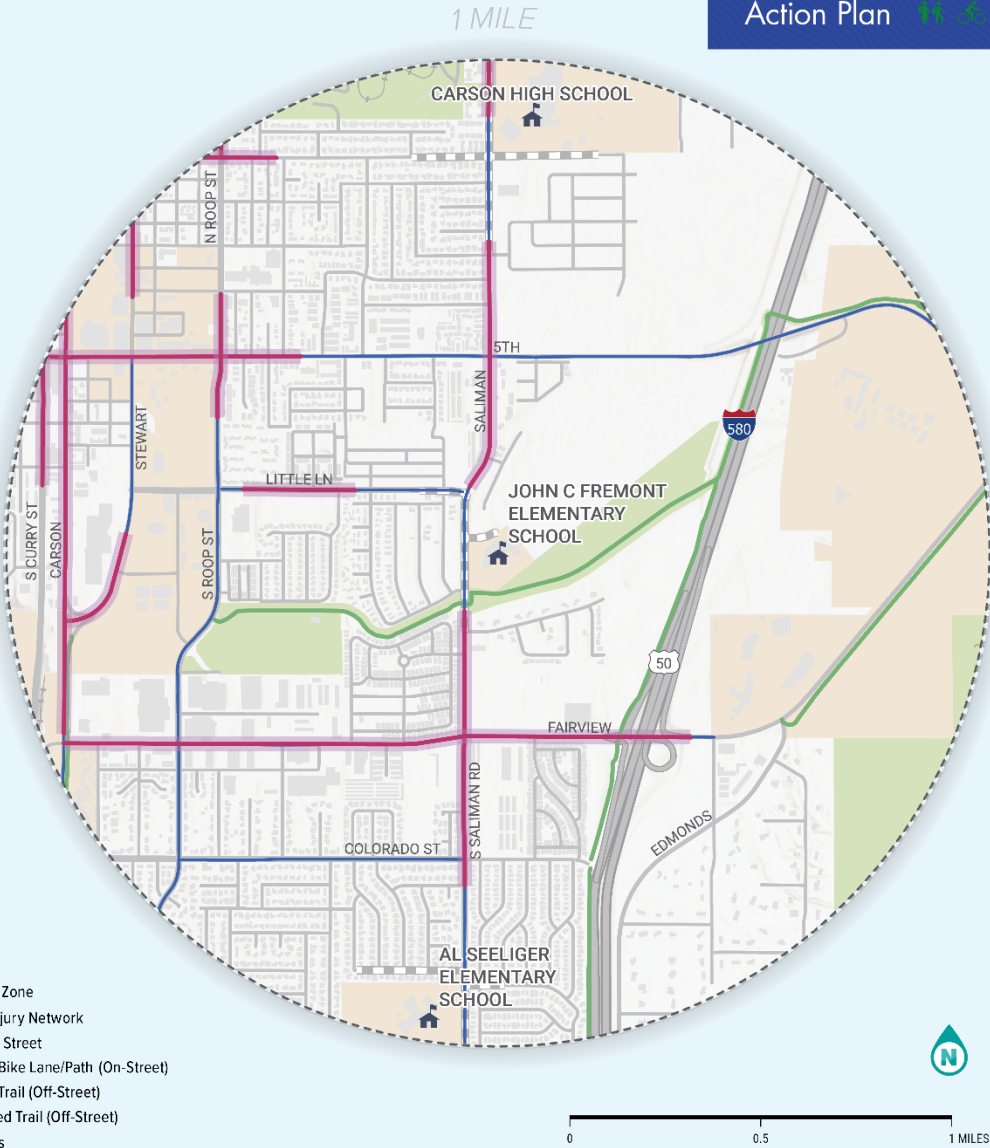 1 MILE
Action Plan
CARSON HIGH SCHOOL
N ROOP ST
5TH
SALIMAN
STEWART
580
LITTLE LN
JOHN C FREMONT
ELEMENTARY
SCHOOL
S CURRY ST
CARSON
S ROOP ST
50
FAIRVIEW
S SALIMAN RD
EDMONDS
COLORADO ST
AL SEELIGER
ELEMENTARY
SCHOOL
Zone
jury Network
Street
Bike Lane/Path (On-Street)
Trail (Off-Street)
ed Trail (Off-Street)
s
N
0 0.5 1 MILES